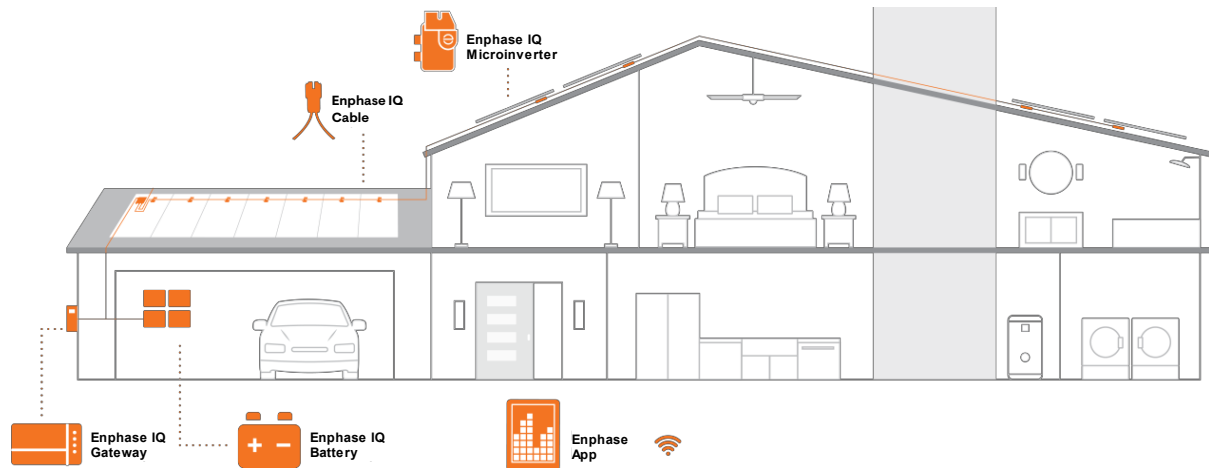 Enphase IQ
Microinverter
Enphase IQ
Cable
Enphase IQ
Gateway
Enphase IQ
Battery
Enphase
App